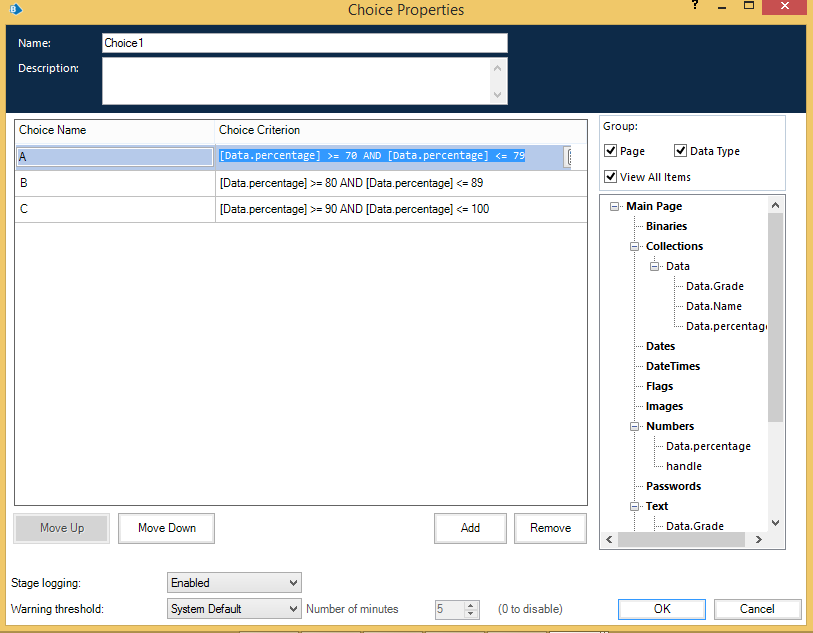 Choice Properties
?
Name: Choice1
Description:
Choice Name Choice Criterion
A [Data.percentage] >= 70 AND [Data.percentage] <= 79
B [Data.percentage] >= 80 AND [Data.percentage] <= 89
C [Data.percentage] >= 90 AND [Data.percentage] <= 100
Group:
Page Data Type
View All Items
Main Page
Binaries
Collections
Data
Data.Grade
Data.Name
Data.percentage
Dates
DateTimes
Flags
Images
Numbers
Data.percentage
handle
Passwords
Text
Data.Grade
Move Up Move Down Add Remove
Stage logging: Enabled
Warning threshold: System Default Number of minutes 5 (0 to disable)
OK Cancel